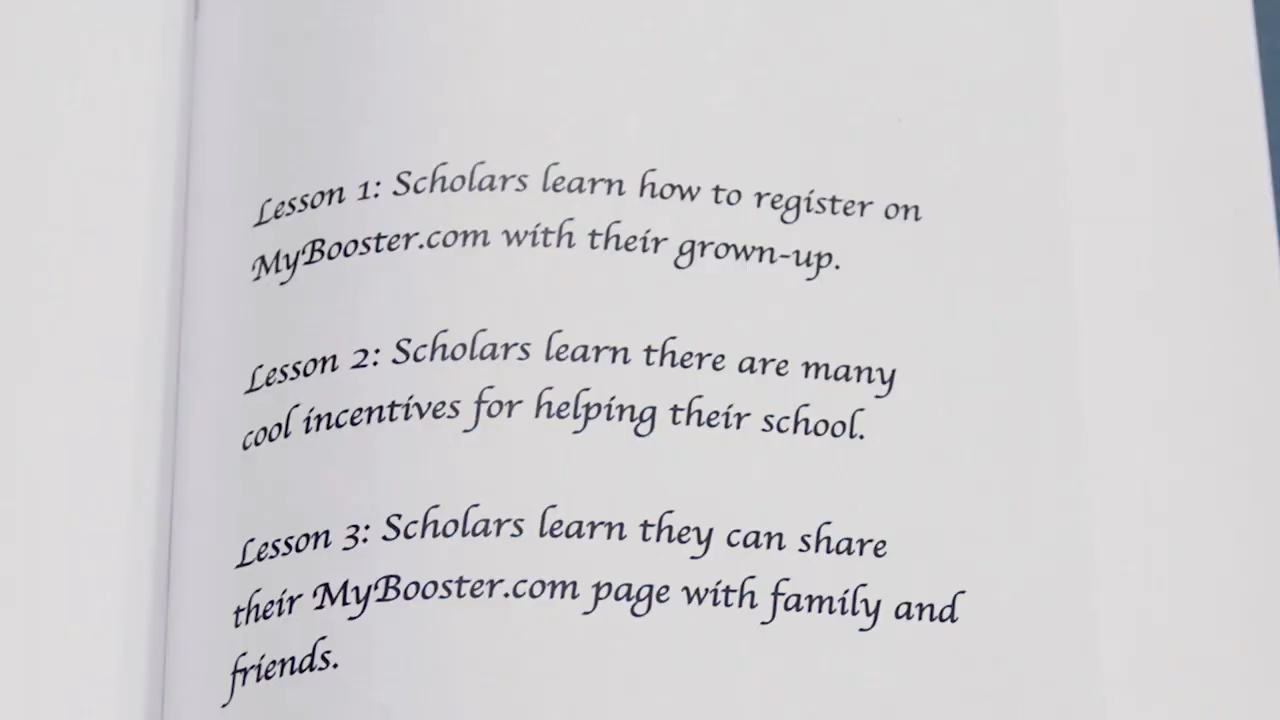 Lesson 1: Scholars learn how to register on
MyBooster.com with their grown-up.
Lesson 2: Scholars learn there are many
cool incentives for helping their school.
Lesson 3: Scholars learn they can share
their MyBooster.com page with family and
friends.